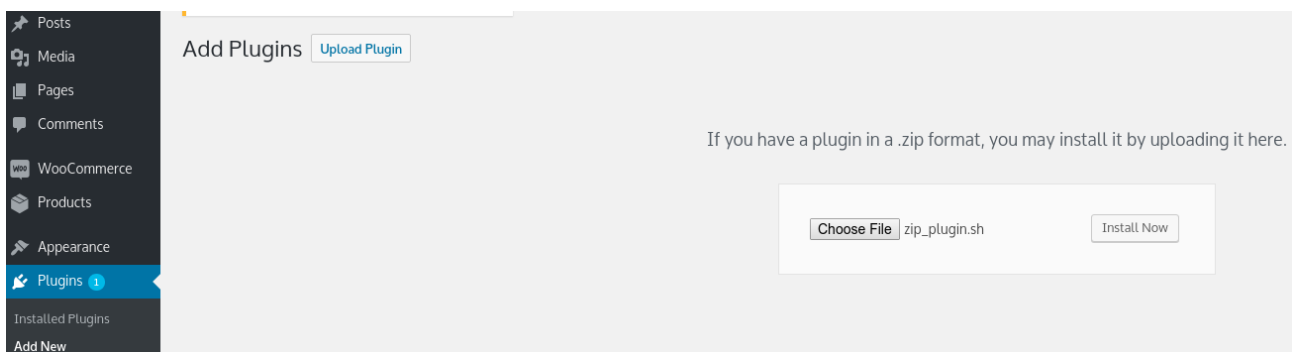 Posts
Media
Pages
Comments
WOO
WooCommerce
Products
Appearance
Plugins 1
Installed Plugins
Add New
Add Plugins Upload Plugin
If you have a plugin in a .zip format, you may install it by uploading it here.
Choose File zip_plugin.sh Install Now